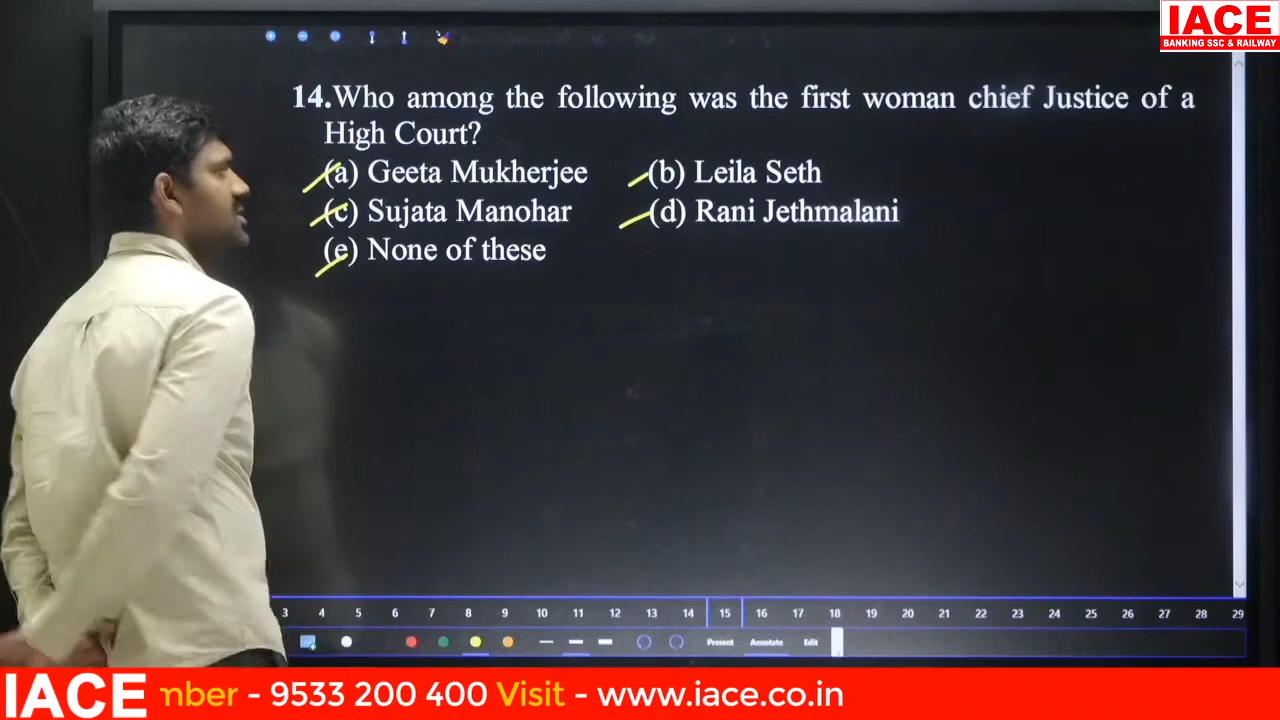 IACE
BANKING SSC & RAILWAY
14.Who among the following was the first woman chief Justice of a
High Court?
(a) Geeta Mukherjee (b) Leila Seth
(c) Sujata Manohar (d) Rani Jethmalani
(e) None of these
3 4 5 6 7 8 9 10 11 12 13 14 15 16 17 18 19 20 21 22 23 24 25 26 27 28 29
Present Annotate Edit
IACE mber - 9533 200 400 Visit - www.iace.co.in